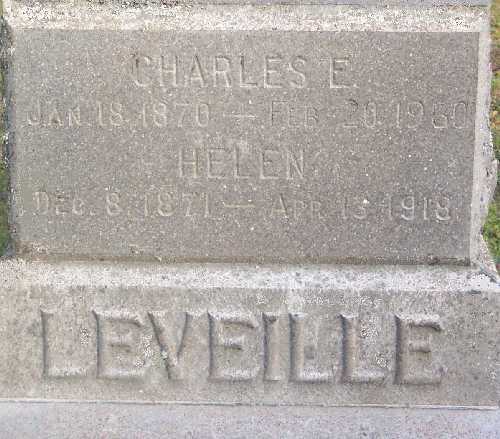 CHARLES E.
JAN. 18, 1870 — FEB. 20, 1960
HELEN
DEC. 8, 1871 — APR. 13, 1918.
LEVEILLE